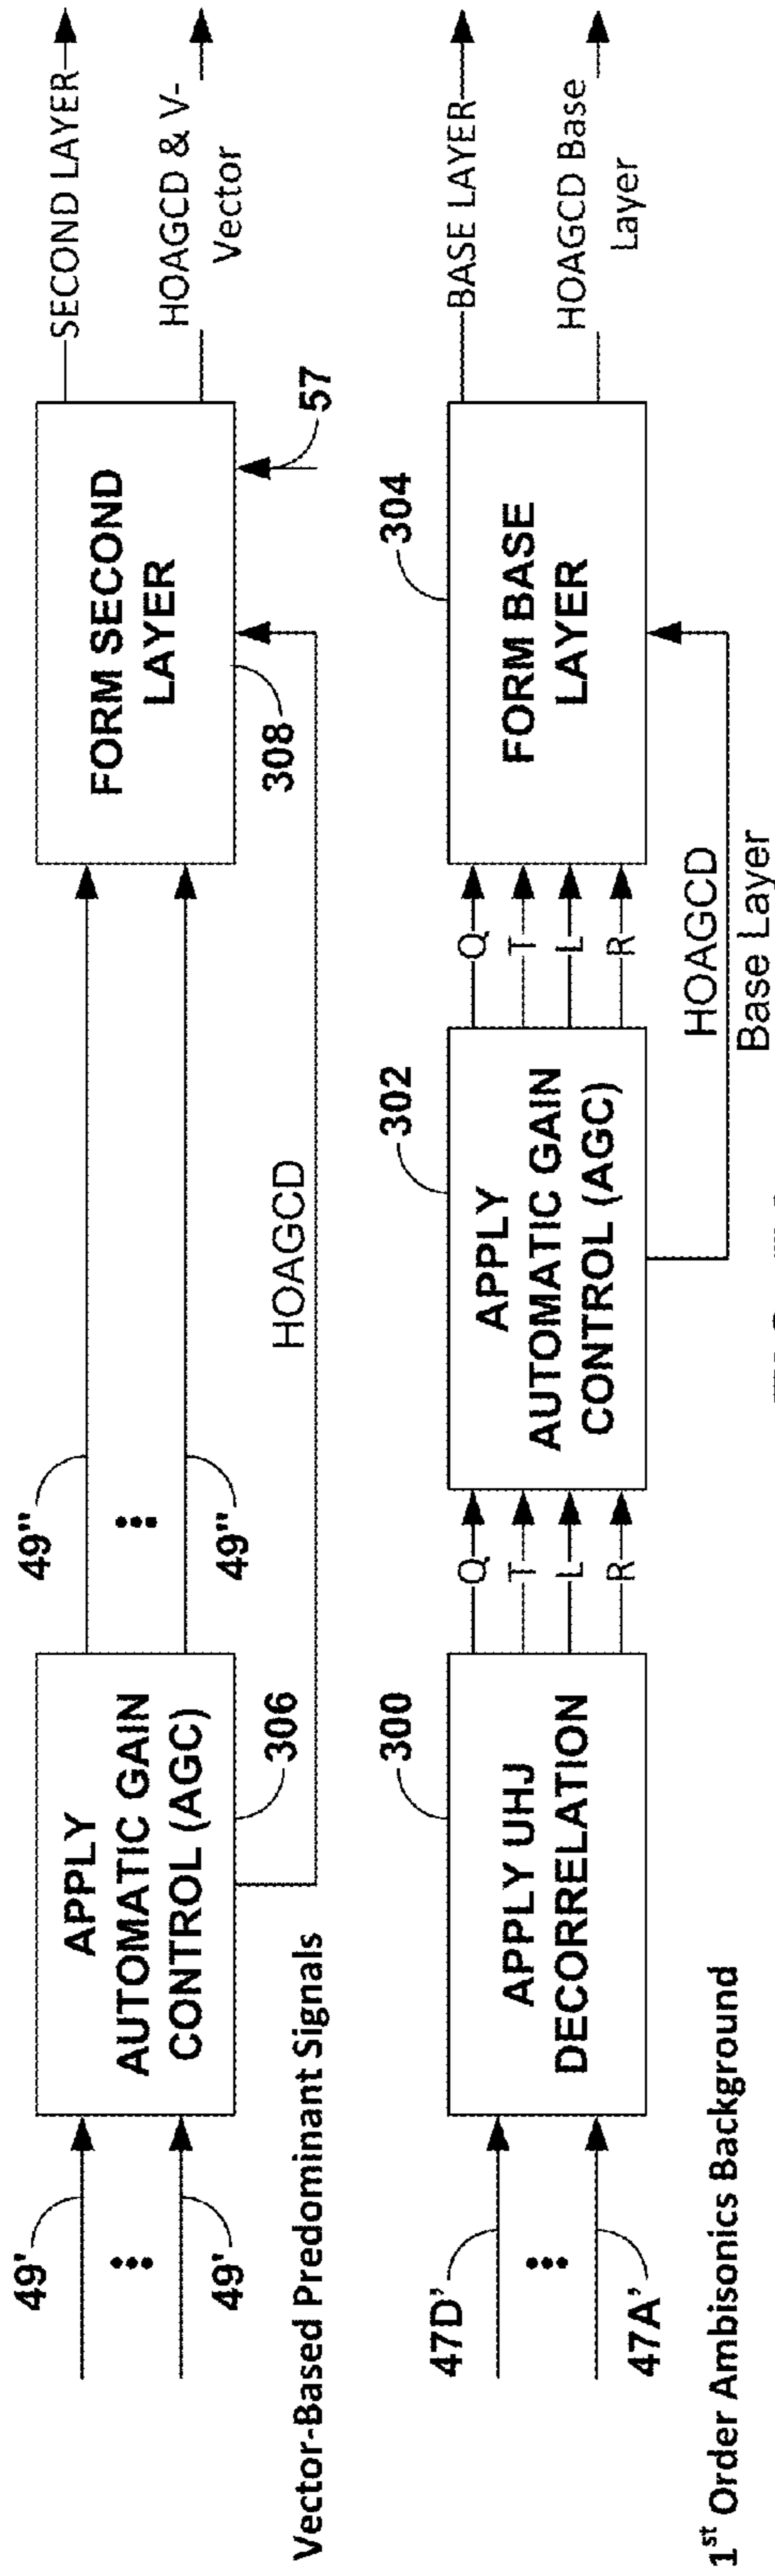 49'
49'
Vector-Based Predominant Signals
APPLY
AUTOMATIC GAIN
CONTROL (AGC)
306
49''
49''
HOAGCD
FORM SECOND
LAYER
308
57
SECOND LAYER
HOAGCD & V-
Vector
47D'
47A'
1st Order Ambisonics Background
APPLY UHJ
DECORRELATION
300
Q
T
L
R
APPLY
AUTOMATIC GAIN
CONTROL (AGC)
302
Q
T
L
R
HOAGCD
Base Layer
FORM BASE
LAYER
304
BASE LAYER
HOAGCD Base
Layer